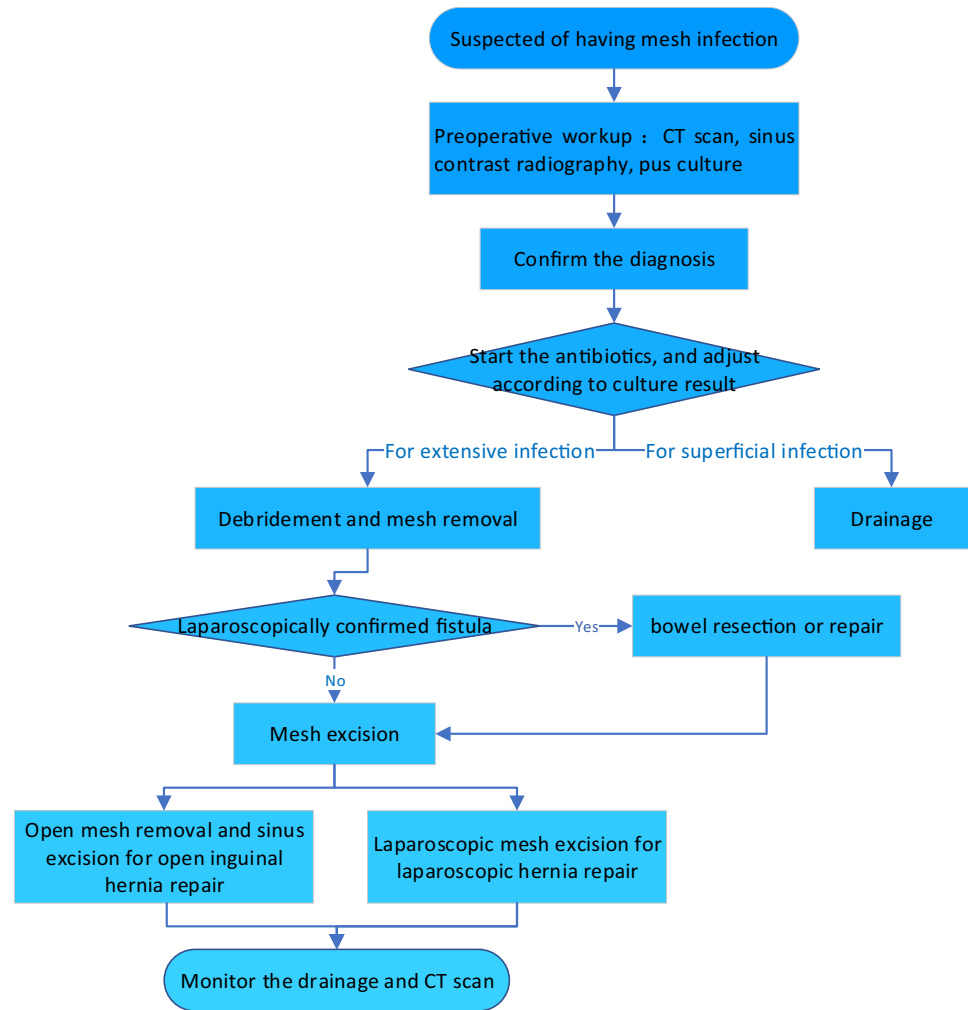 Suspected of having mesh infection
Preoperative workup： CT scan, sinus
contrast radiography, pus culture
Confirm the diagnosis
Start the antibiotics, and adjust
according to culture result
For extensive infection
For superficial infection
Debridement and mesh removal
Drainage
Laparoscopically confirmed fistula
Yes
bowel resection or repair
No
Mesh excision
Open mesh removal and sinus
excision for open inguinal
hernia repair
Laparoscopic mesh excision for
laparoscopic hernia repair
Monitor the drainage and CT scan